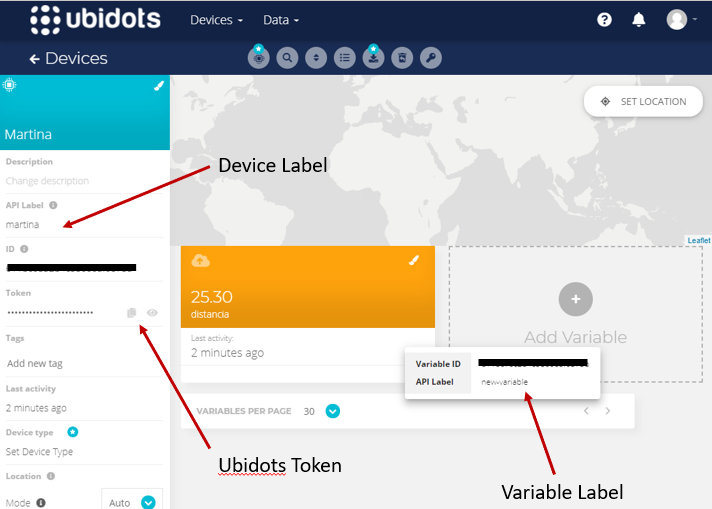 ubidots
Devices
Data
Devices
Martina
SET LOCATION
Description
Change description
Device Label
API Label
martina
ID
Leaflet
Token
25.30
distancia
Add Variable
Tags
Last activity:
2 minutes ago
Add new tag
Variable ID
API Label new-variable
Last activity
2 minutes ago
VARIABLES PER PAGE 30
Device type
Set Device Type
Ubidots Token
Location
Variable Label
Mode Auto